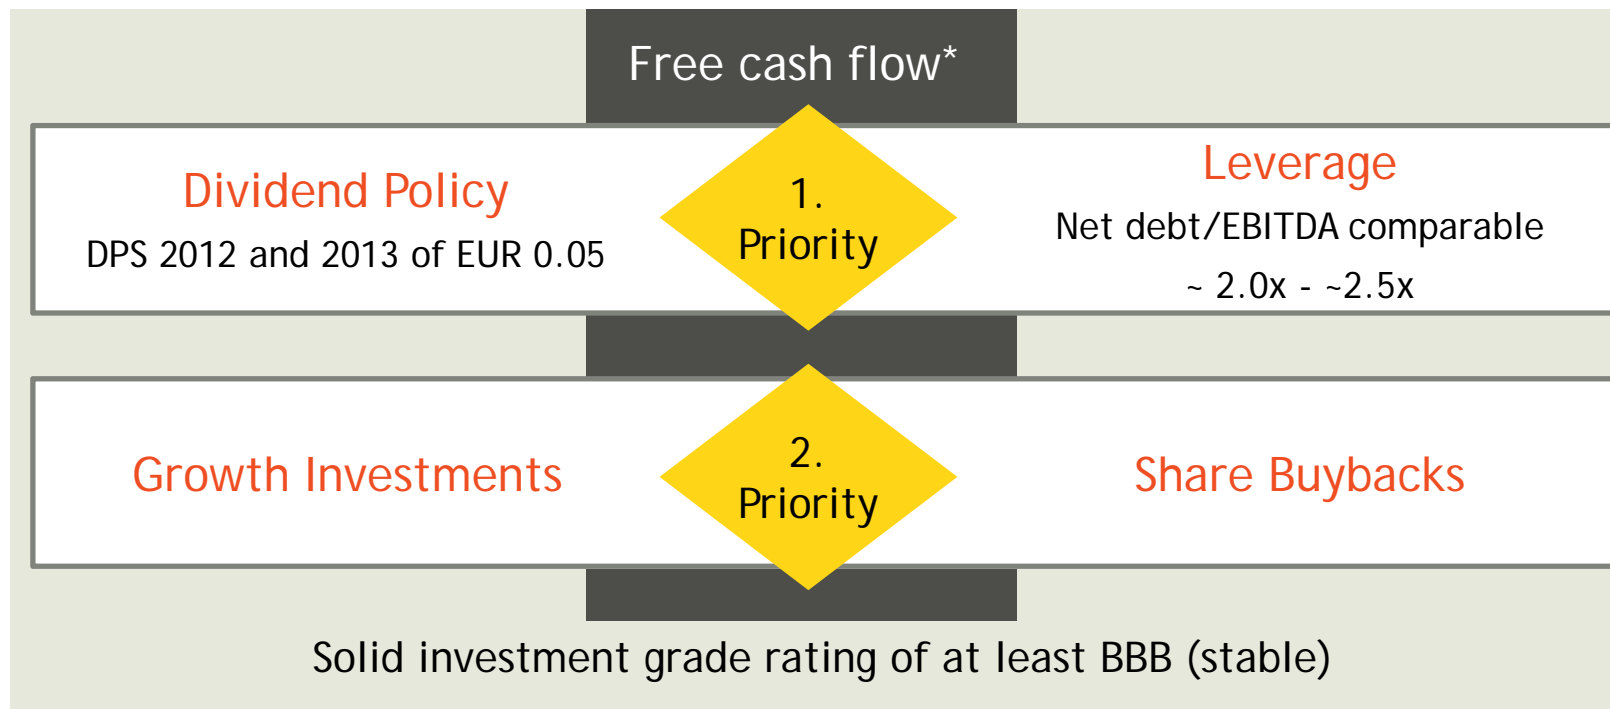 Free cash flow*
Dividend Policy
DPS 2012 and 2013 of EUR 0.05
1.
Priority
Leverage
Net debt/EBITDA comparable
~ 2.0x - ~2.5x
Growth Investments
2.
Priority
Share Buybacks
Solid investment grade rating of at least BBB (stable)